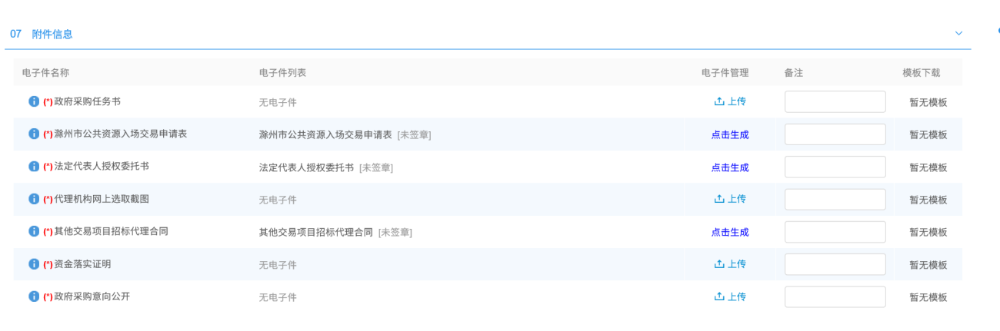 07 附件信息
电子件名称 电子件列表 电子件管理 备注 模板下载
(*)政府采购任务书 无电子件 上传 暂无模板
(*)滁州市公共资源入场交易申请表 滁州市公共资源入场交易申请表 [未签章] 点击生成 暂无模板
(*)法定代表人授权委托书 法定代表人授权委托书 [未签章] 点击生成 暂无模板
(*)代理机构网上选取截图 无电子件 上传 暂无模板
(*)其他交易项目招标代理合同 其他交易项目招标代理合同 [未签章] 点击生成 暂无模板
(*)资金落实证明 无电子件 上传 暂无模板
(*)政府采购意向公开 无电子件 上传 暂无模板